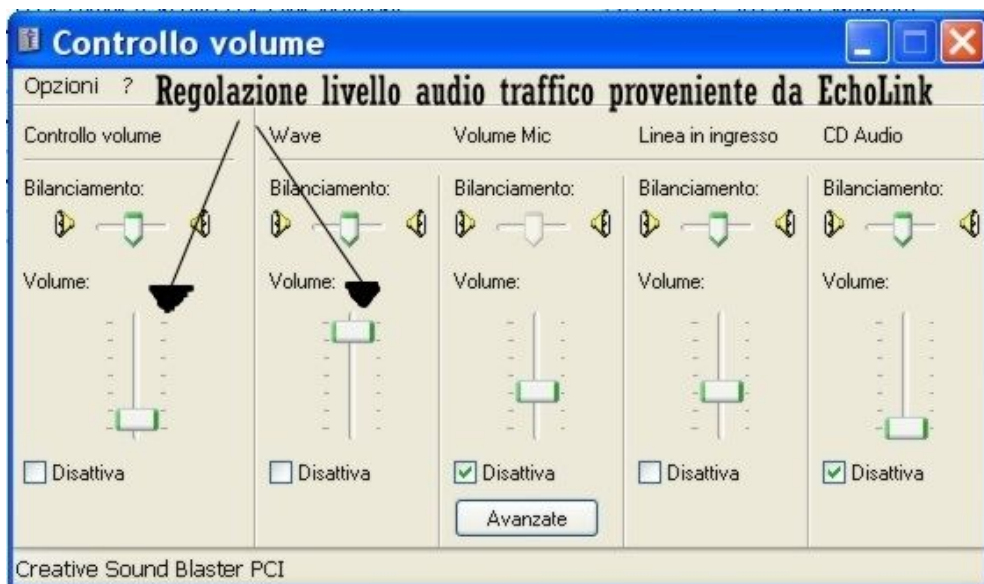 Controllo volume
Opzioni ?
Regolazione livello audio traffico proveniente da EchoLink
Controllo volume Wave Volume Mic Linea in ingresso CD Audio
Bilanciamento: Bilanciamento: Bilanciamento: Bilanciamento: Bilanciamento:
Volume: Volume: Volume: Volume: Volume:
Disattiva Disattiva Disattiva Disattiva Disattiva
Avanzate
Creative Sound Blaster PCI